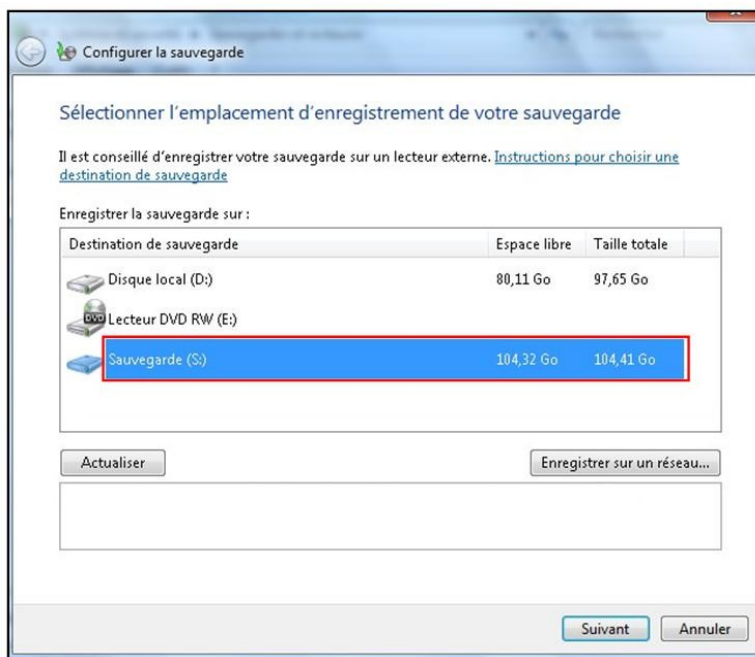 Configurer la sauvegarde
Sélectionner l'emplacement d'enregistrement de votre sauvegarde
Il est conseillé d'enregistrer votre sauvegarde sur un lecteur externe. Instructions pour choisir une
destination de sauvegarde
Enregistrer la sauvegarde sur :
Destination de sauvegarde Espace libre Taille totale
Disque local (D:) 80,11 Go 97,65 Go
DVD Lecteur DVD RW (E:)
Sauvegarde (S:) 104,32 Go 104,41 Go
Actualiser Enregistrer sur un réseau...
Suivant Annuler